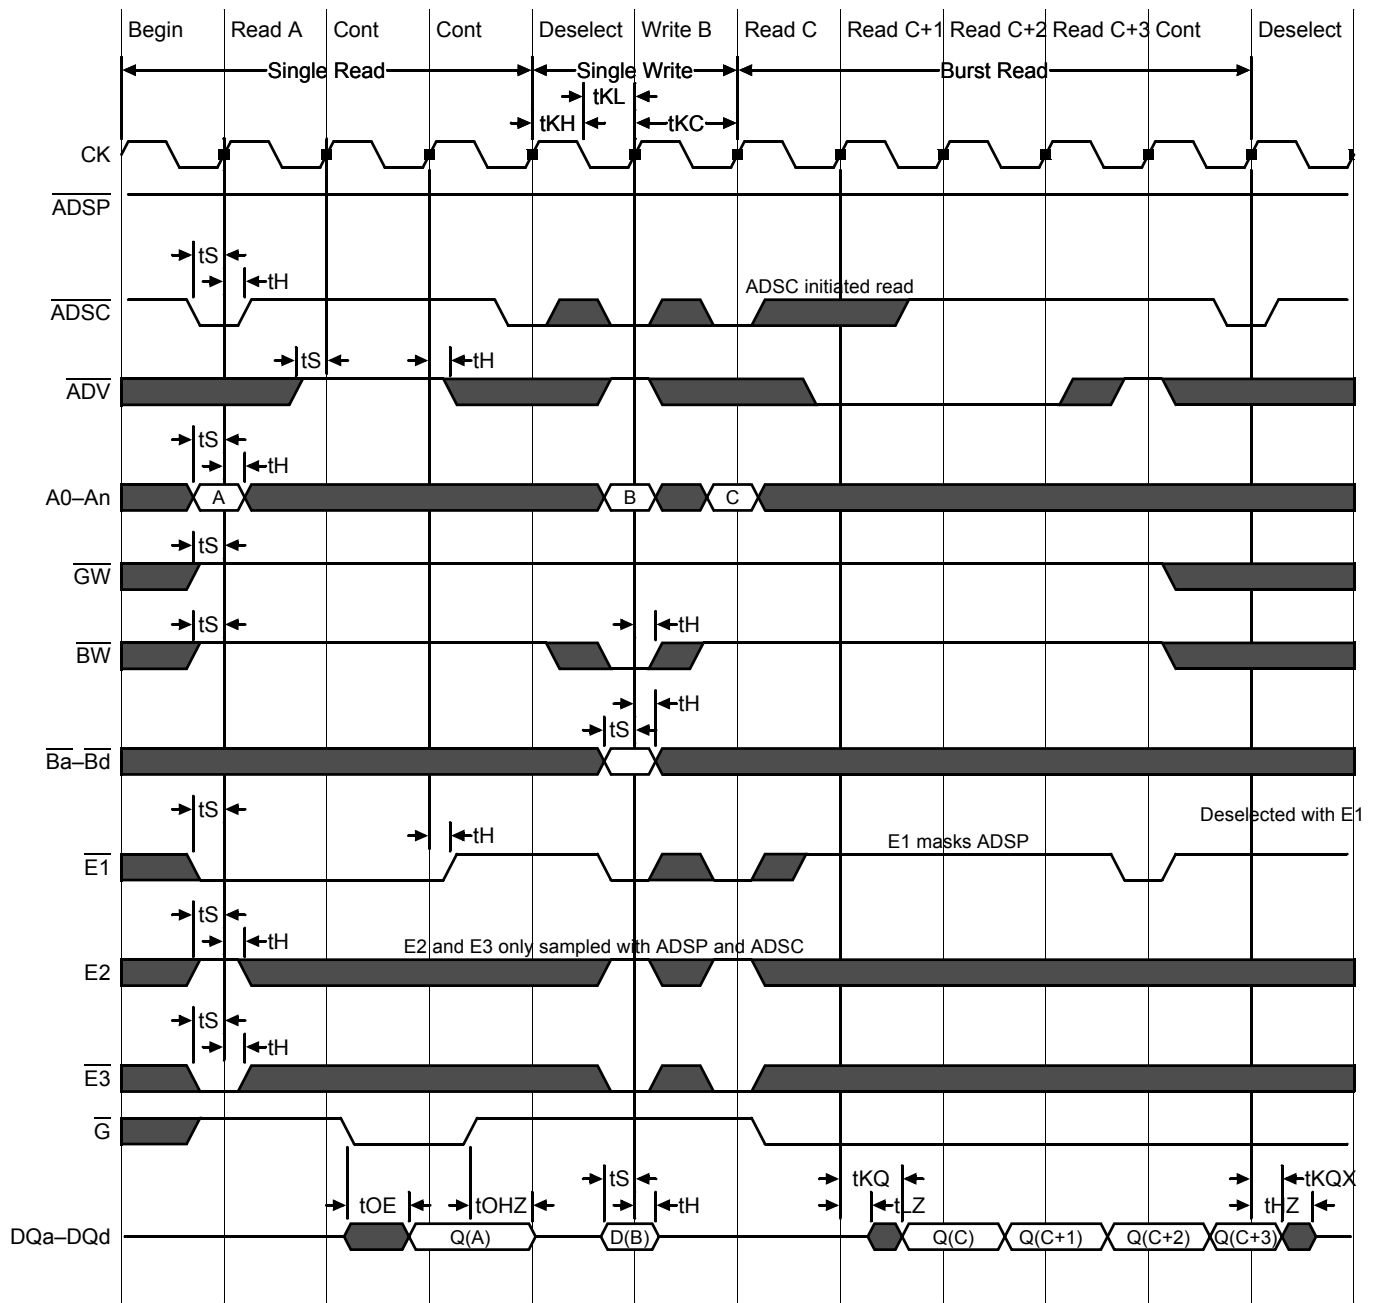 Begin Read A Cont Cont Deselect Write B Read C Read C+1 Read C+2 Read C+3 Cont Deselect
Single Read Single Write Burst Read
tKL
tKH tKC
CK
ADSP
tS
tH
ADSC initiated read
ADSC
tS tH
ADV
tS
tH
A0–An A B C
tS
GW
tS tH
BW
tH
tS
Ba–Bd
tS Deselected with E1
tH E1 masks ADSP
E1
tS
tH E2 and E3 only sampled with ADSP and ADSC
E2
tS
tH
E3
G
tS tKQ tKQX
tOE tOHZ tH tLZ tHZ
DQa–DQd Q(A) D(B) Q(C) Q(C+1) Q(C+2) Q(C+3)